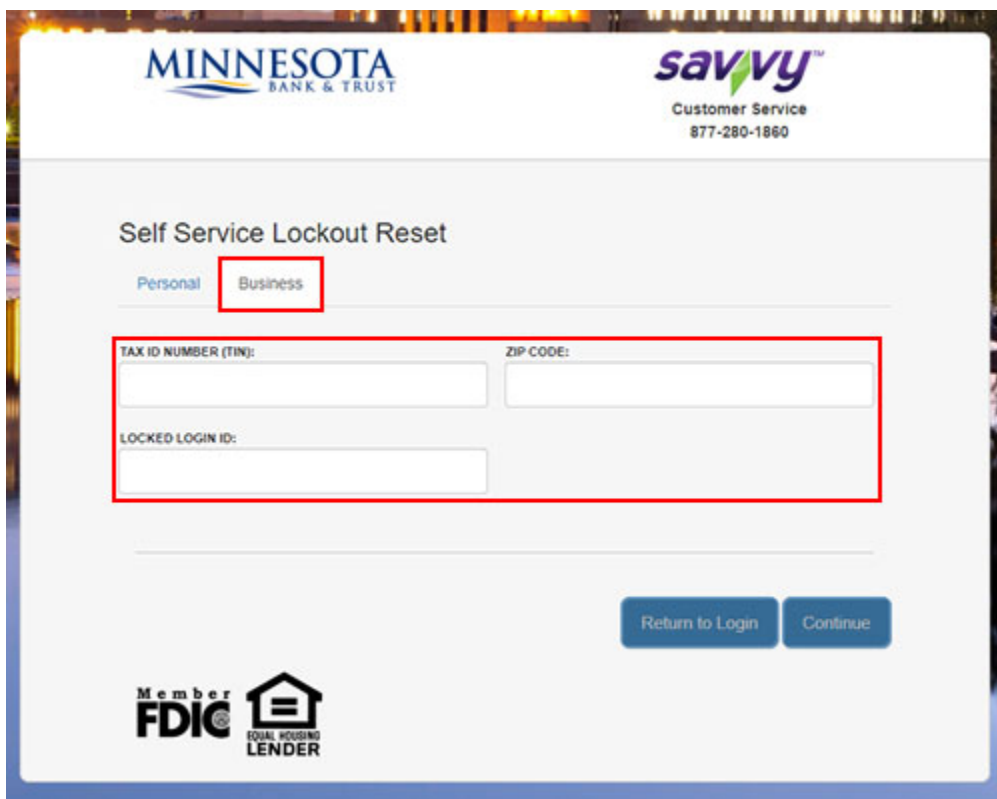 MINNESOTA
BANK & TRUST
savvy™
Customer Service
877-280-1860
Self Service Lockout Reset
Personal Business
TAX ID NUMBER (TIN): ZIP CODE:
LOCKED LOGIN ID:
Return to Login Continue
Member
FDIC
EQUAL HOUSING
LENDER